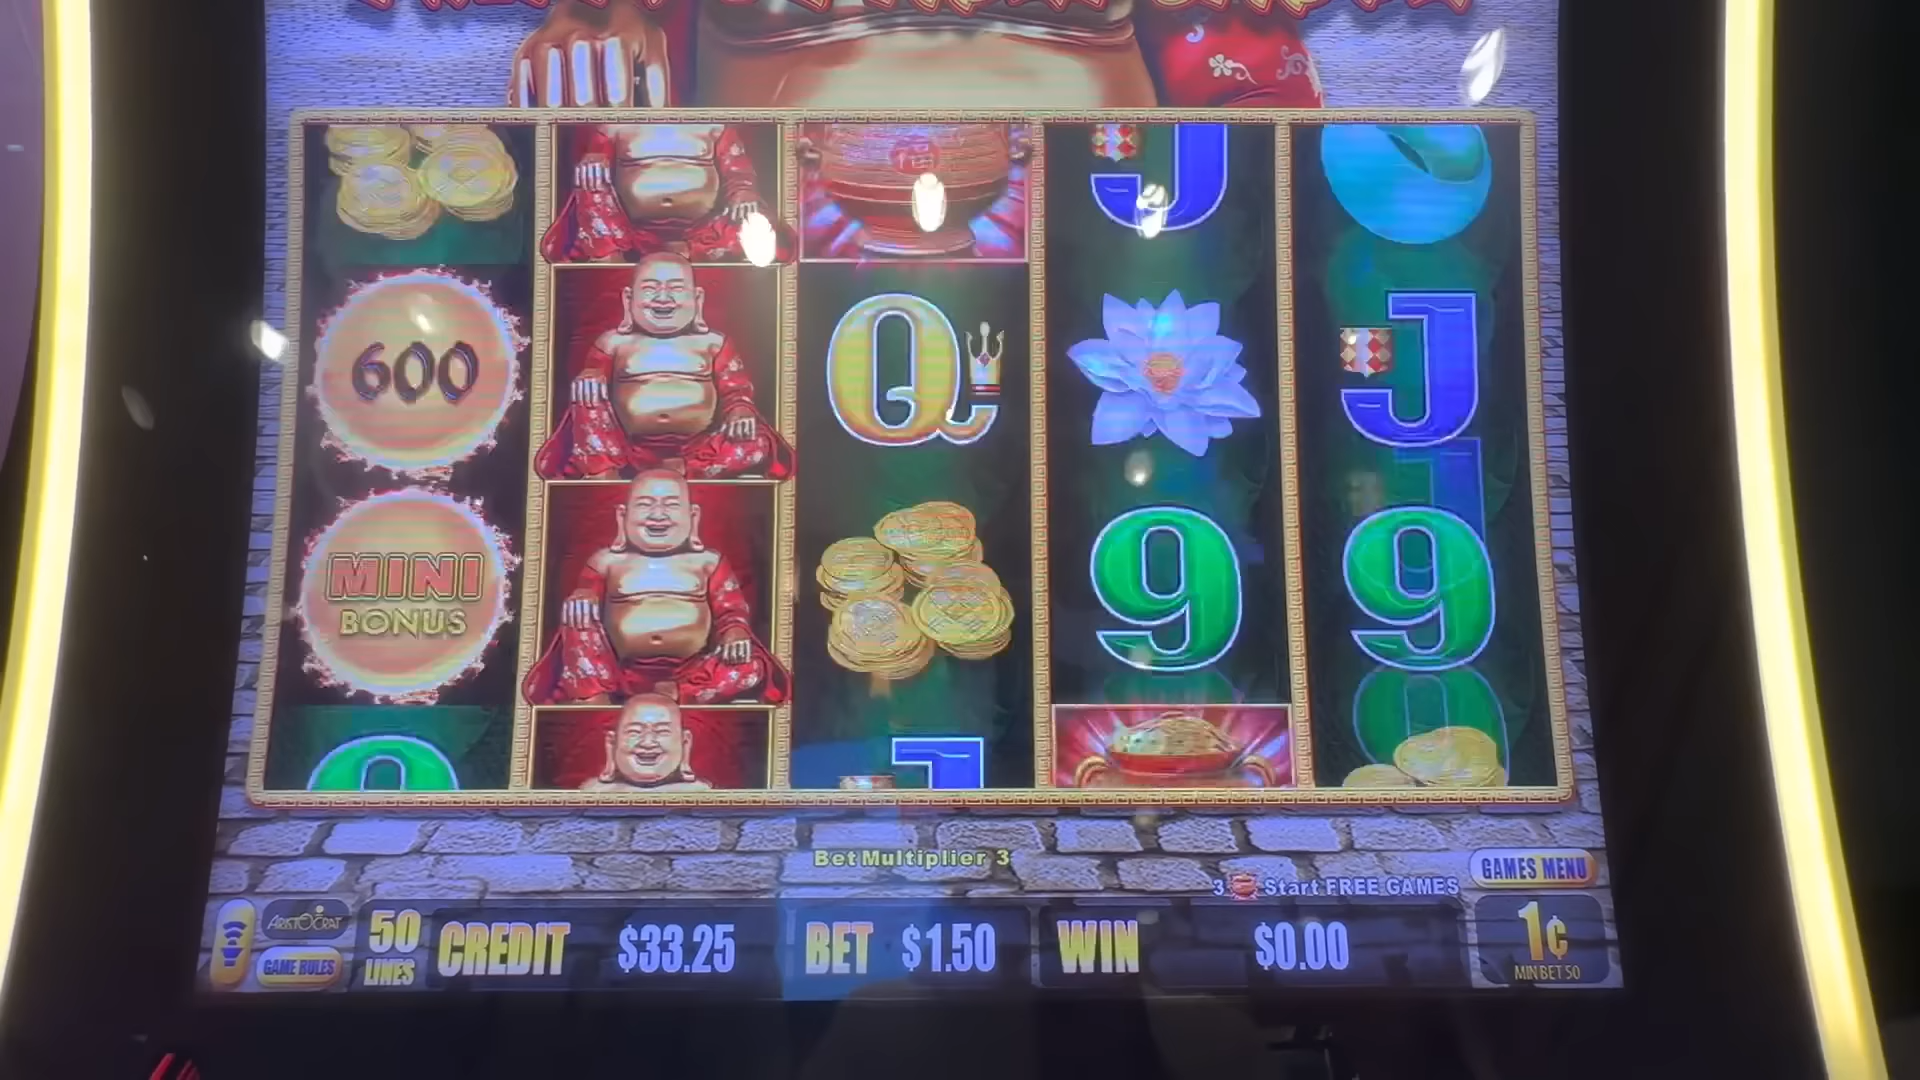 福
J
600
Q
J
MINI
BONUS
9
9
J
Bet Multiplier 3
3 Start FREE GAMES
GAMES MENU
ARISTOCRAT
GAME RULES
50
LINES
CREDIT $33.25
BET $1.50
WIN $0.00
1¢
MIN BET 50